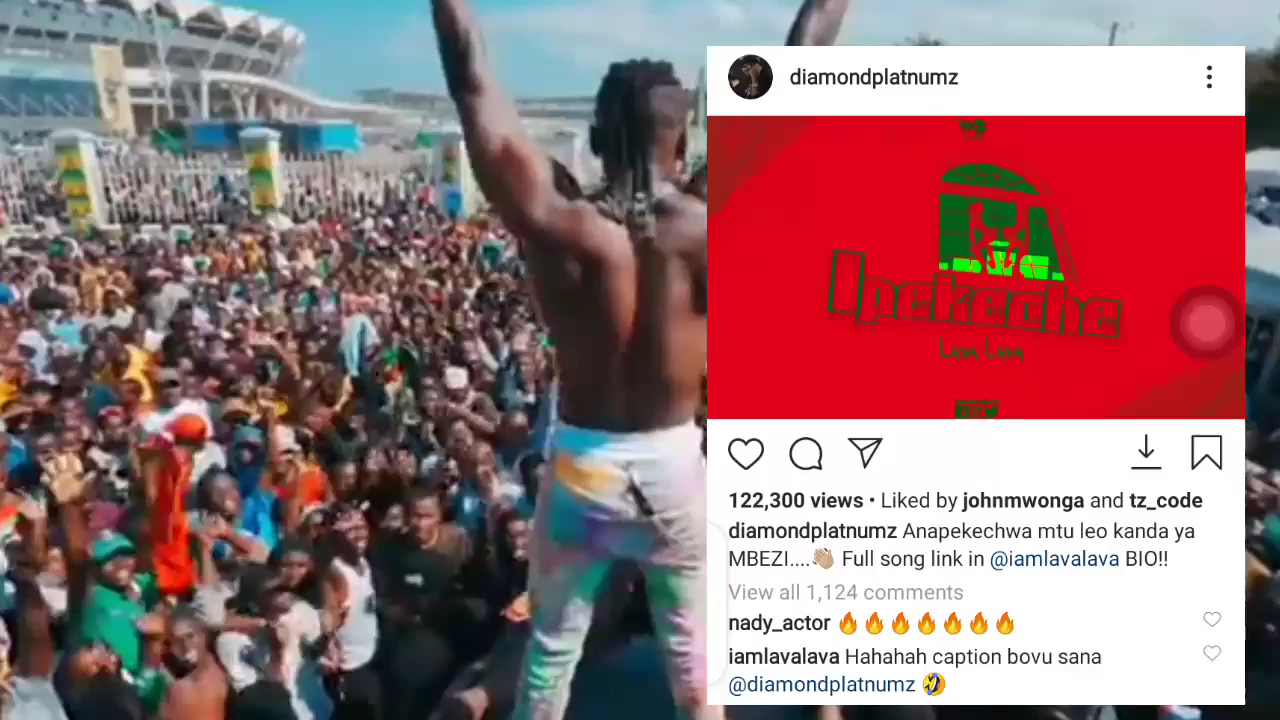 diamondplatnumz
Ipekeche
Lava Lava
122,300 views • Liked by johnmwonga and tz_code
diamondplatnumz Anapekechwa mtu leo kanda ya
MBEZI....👋🏼 Full song link in @iamlavalava BIO!!
View all 1,124 comments
nady_actor 🔥🔥🔥🔥🔥🔥🔥
iamlavalava Hahahah caption bovu sana
@diamondplatnumz 🤣